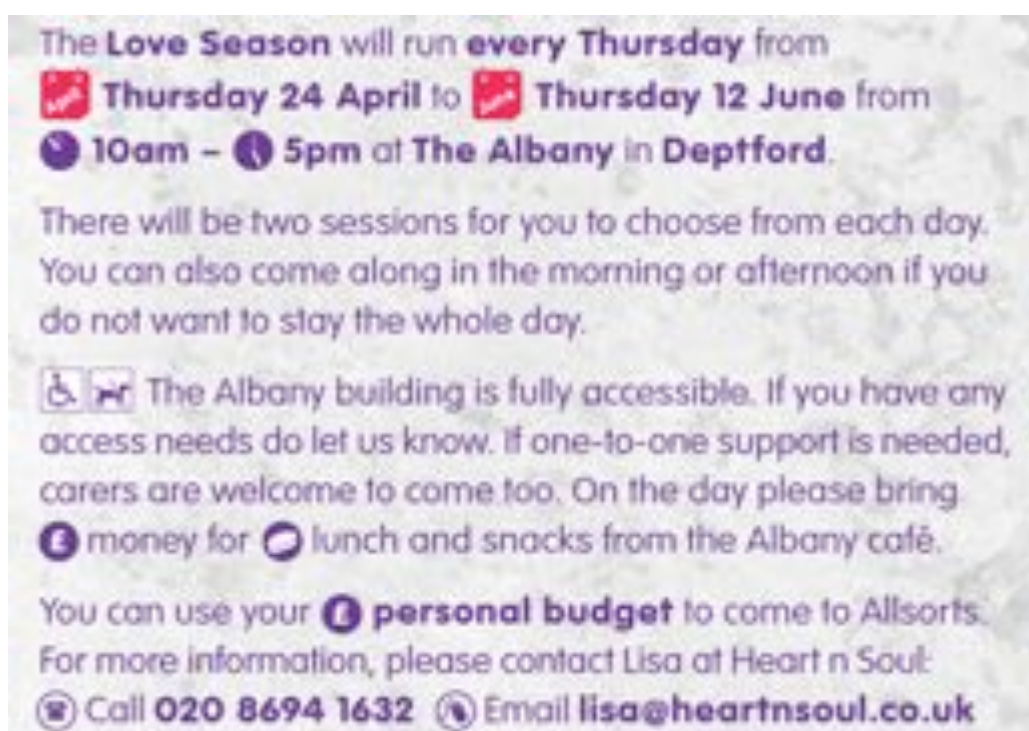 The Love Season will run every Thursday from
April Thursday 24 April to June Thursday 12 June from
10am – 5pm at The Albany in Deptford.
There will be two sessions for you to choose from each day.
You can also come along in the morning or afternoon if you
do not want to stay the whole day.
The Albany building is fully accessible. If you have any
access needs do let us know. If one-to-one support is needed,
carers are welcome to come too. On the day please bring
£ money for lunch and snacks from the Albany café.
You can use your £ personal budget to come to Allsorts.
For more information, please contact Lisa at Heart n Soul:
Call 020 8694 1632 Email lisa@heartnsoul.co.uk